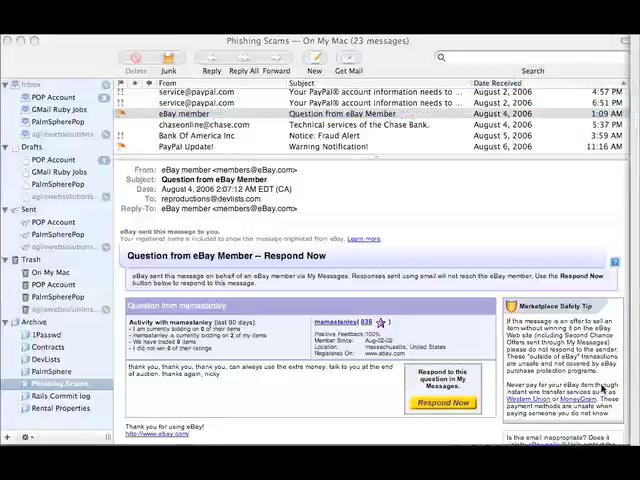 Phishing Scams — On My Mac (23 messages)
Delete Junk Reply Reply All Forward New Get Mail Search
From Subject Date Received
service@paypal.com Your PayPal® account information needs to ... August 2, 2006 4:57 PM
service@paypal.com Your PayPal® account information needs to ... August 2, 2006 6:51 PM
eBay member Question from eBay Member August 4, 2006 1:09 AM
chaseonline@chase.com Technical services of the Chase Bank. August 4, 2006 5:37 PM
Bank Of America Inc Notice: Fraud Alert August 4, 2006 3:59 PM
PayPal Update! Warning Notification! August 6, 2006 11:16 AM
Inbox
POP Account
GMail Ruby Jobs
PalmSpherePop
agilewebsolutions
Drafts
POP Account
GMail Ruby Jobs
PalmSpherePop
agilewebsolutions
Sent
POP Account
PalmSpherePop
agilewebsolutions...
Trash
On My Mac
POP Account
PalmSpherePop
agilewebsolutions...
Archive
1Passwd
Contracts
DevLists
PalmSphere
Phishing Scams
Rails Commit log
Rental Properties
From: eBay member <members@eBay.com>
Subject: Question from eBay Member
Date: August 4, 2006 2:07:12 AM EDT (CA)
To: reproductions@devlists.com
Reply-To: eBay member <members@eBay.com>
eBay sent this message to you.
Your registered name is included to show this message originated from eBay. Learn more.
Question from eBay Member -- Respond Now
eBay sent this message on behalf of an eBay member via My Messages. Responses sent using email will not reach the eBay member. Use the Respond Now
button below to respond to this message.
Question from mamastanley
Activity with mamastanley (last 90 days):
- I am currently bidding on 0 of their items
- mamastanley is currently bidding on 2 of my items
- We have traded 0 items
- I did not win 0 of their listings
mamastanley( 838 )
Positive Feedback:100%
Member Since: Aug-02-02
Location: massachusetts, United States
Registered On: www.ebay.com
thank you, thank you, thank you, can always use the extra money. talk to you at the end
of auction. thanks again, nicky
Respond to this
question in My
Messages.
Respond Now
Thank you for using eBay!
http://www.ebay.com/
Marketplace Safety Tip
If this message is an offer to sell an
item without winning it on the eBay
Web site (including Second Chance
Offers sent through My Messages)
please do not respond to the sender.
These "outside of eBay" transactions
are unsafe and not covered by eBay
purchase protection programs.
Never pay for your eBay item through
instant wire transfer services such as
Western Union or MoneyGram. These
payment methods are unsafe when
paying someone you do not know
Is this email inappropriate? Does it